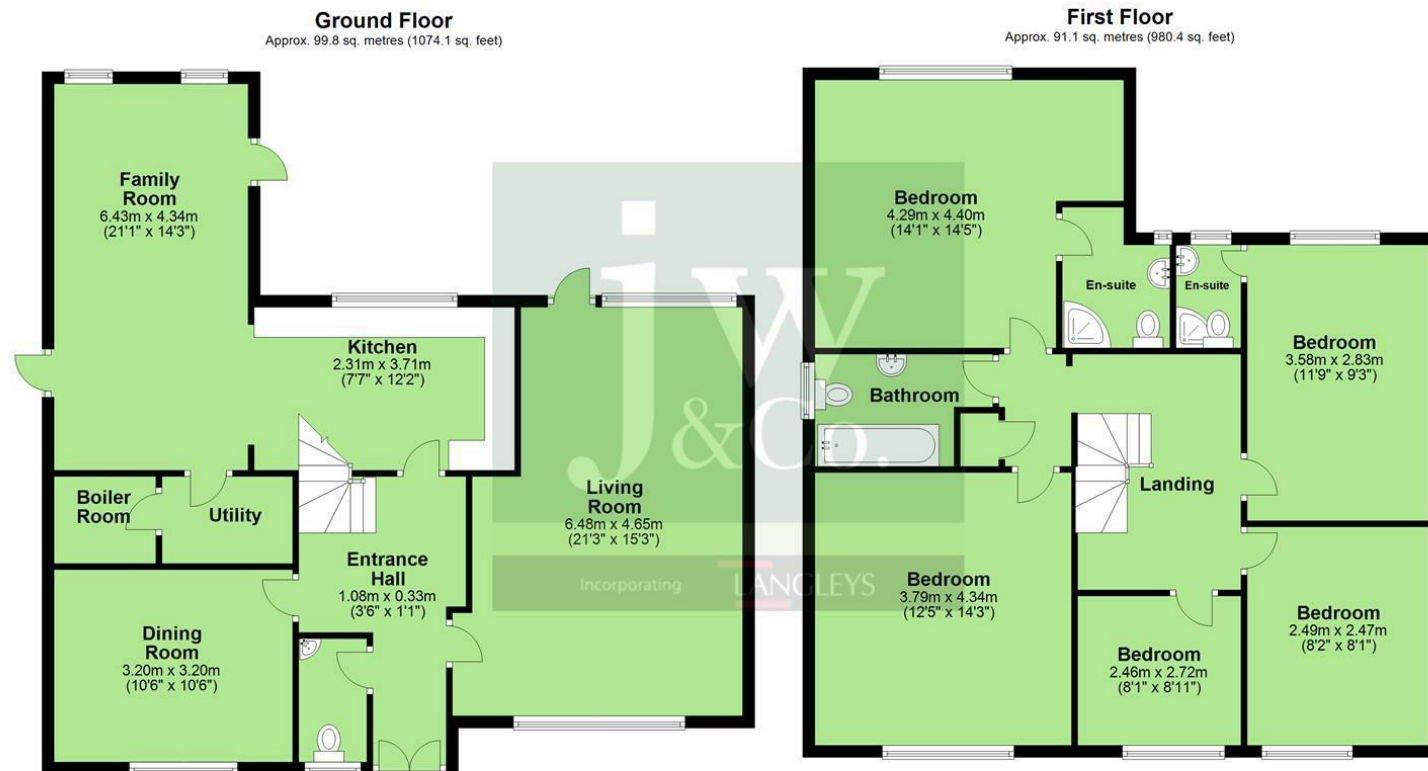 Ground Floor
Approx. 99.8 sq. metres (1074.1 sq. feet)
Family
Room
6.43m x 4.34m
(21'1" x 14'3")
Kitchen
2.31m x 3.71m
(7'7" x 12'2")
Boiler
Room
Utility
Living
Room
6.48m x 4.65m
(21'3" x 15'3")
Entrance
Hall
1.08m x 0.33m
(3'6" x 1'1")
Dining
Room
3.20m x 3.20m
(10'6" x 10'6")
First Floor
Approx. 91.1 sq. metres (980.4 sq. feet)
Bedroom
4.29m x 4.40m
(14'1" x 14'5")
En-suite
En-suite
Bedroom
3.58m x 2.83m
(11'9" x 9'3")
Bathroom
Landing
Bedroom
3.79m x 4.34m
(12'5" x 14'3")
Bedroom
2.46m x 2.72m
(8'1" x 8'11")
Bedroom
2.49m x 2.47m
(8'2" x 8'1")
jw
&Co.
Incorporating LANGLEYS